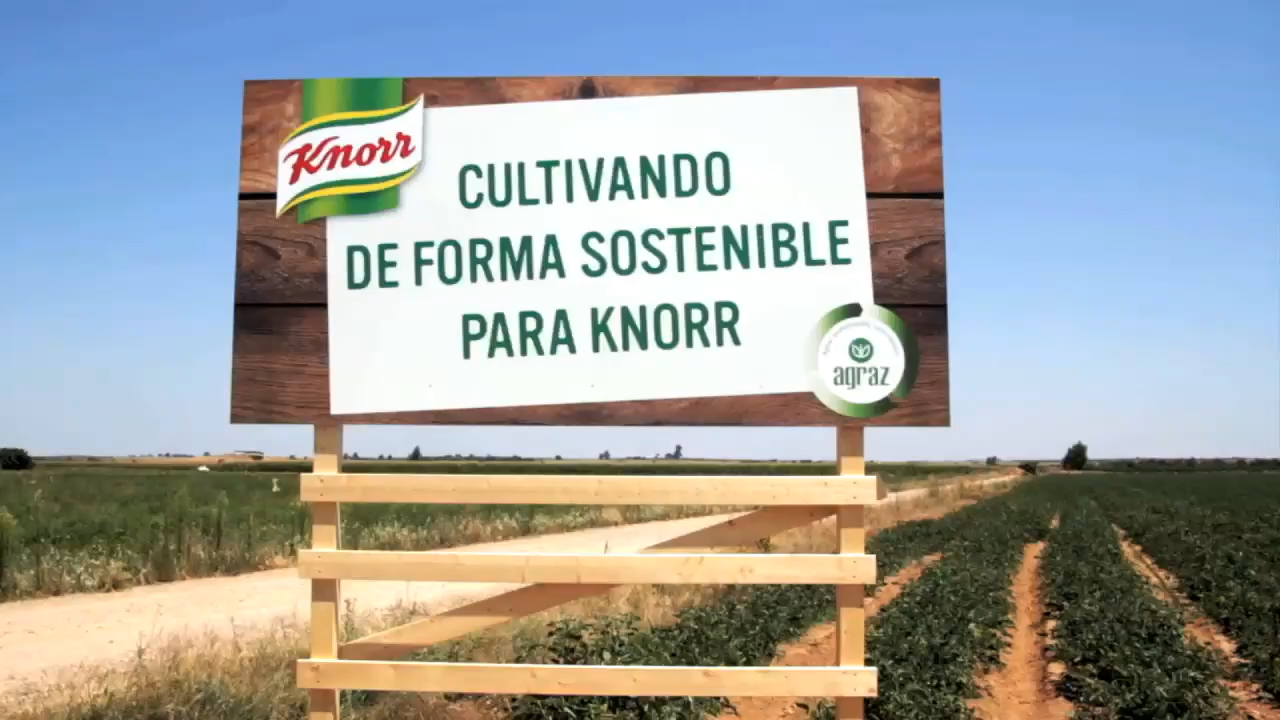 Knorr
CULTIVANDO
DE FORMA SOSTENIBLE
PARA KNORR
agraz